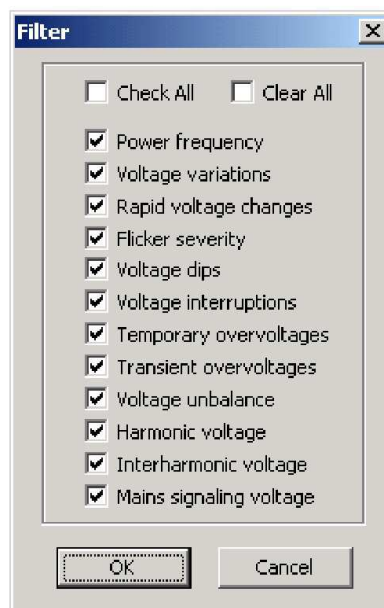 Filter
Check All Clear All
Power frequency
Voltage variations
Rapid voltage changes
Flicker severity
Voltage dips
Voltage interruptions
Temporary overvoltages
Transient overvoltages
Voltage unbalance
Harmonic voltage
Interharmonic voltage
Mains signaling voltage
OK Cancel